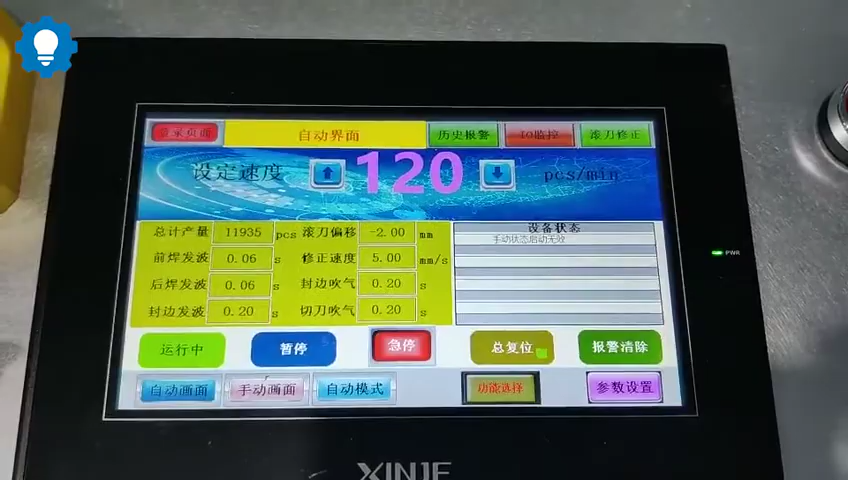 登录页面 自动界面 历史报警 IO监控 滚刀修正
设定速度 120 pcs/min
总计产量 11935 pcs 滚刀偏移 -2.00 mm
前焊发波 0.06 s 修正速度 5.00 mm/s
后焊发波 0.06 s 封边吹气 0.20 s
封边发波 0.20 s 切刀吹气 0.20 s
设备状态
手动状态启动无效
运行中 暂停 急停 总复位 报警清除
自动画面 手动画面 自动模式 功能选择 参数设置
PWR
XINJE